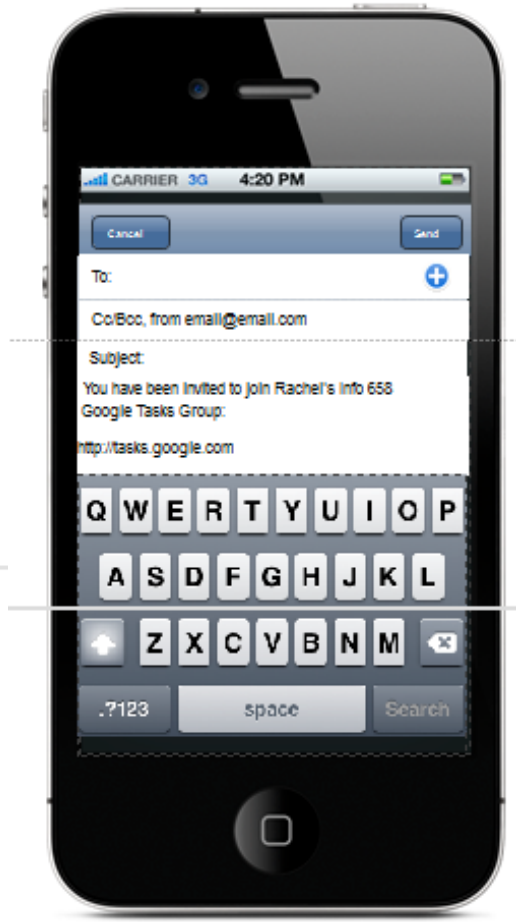 CARRIER 3G 4:20 PM
Cancel Send
To:
Cc/Bcc, from email@email.com
Subject:
You have been invited to join Rachel's Info 658
Google Tasks Group:
http://tasks.google.com
Q W E R T Y U I O P
A S D F G H J K L
Z X C V B N M
.?123 space Search